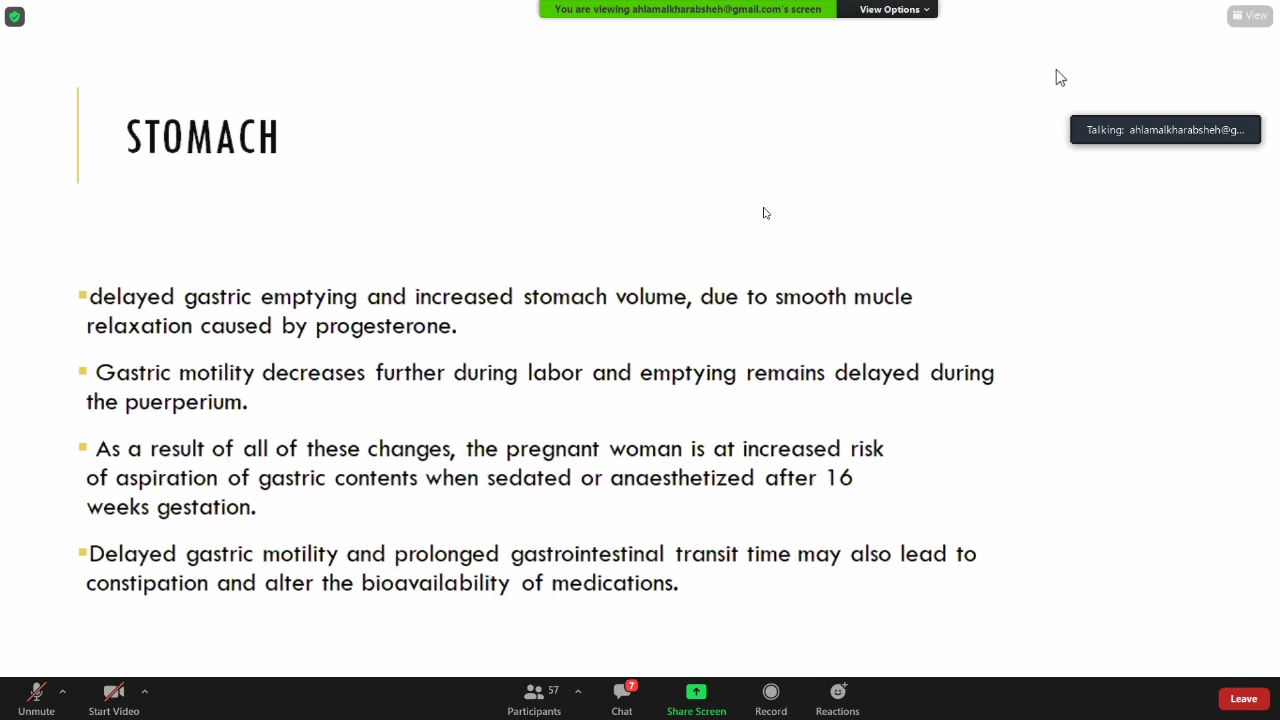 You are viewing ahlamalkharabsheh@gmail.com's screen
View Options
View
STOMACH
Talking: ahlamalkharabsheh@g...
delayed gastric emptying and increased stomach volume, due to smooth mucle
relaxation caused by progesterone.
Gastric motility decreases further during labor and emptying remains delayed during
the puerperium.
As a result of all of these changes, the pregnant woman is at increased risk
of aspiration of gastric contents when sedated or anaesthetized after 16
weeks gestation.
Delayed gastric motility and prolonged gastrointestinal transit time may also lead to
constipation and alter the bioavailability of medications.
Unmute
Start Video
57
Participants
7
Chat
Share Screen
Record
Reactions
Leave